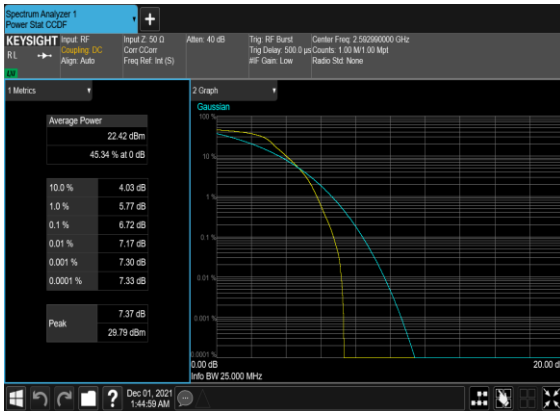 Spectrum Analyzer 1
Power Stat CCDF
KEYSIGHT
RL
LXI
Input: RF
Coupling: DC
Align: Auto
Input Z: 50 Ω
Corr CCorr
Freq Ref: Int (S)
Atten: 40 dB
Trig: RF Burst
Trig Delay: 500.0 µs
#IF Gain: Low
Center Freq: 2.592990000 GHz
Counts: 1.00 M/1.00 Mpt
Radio Std: None
1 Metrics
Average Power
22.42 dBm
45.34 % at 0 dB
10.0 % 4.03 dB
1.0 % 5.77 dB
0.1 % 6.72 dB
0.01 % 7.17 dB
0.001 % 7.30 dB
0.0001 % 7.33 dB
Peak
7.37 dB
29.79 dBm
2 Graph
Gaussian
100 %
10 %
1 %
0.1 %
0.01 %
0.001 %
0.0001 %
0.00 dB
20.00 d
Info BW 25.000 MHz
Dec 01, 2021
1:44:59 AM